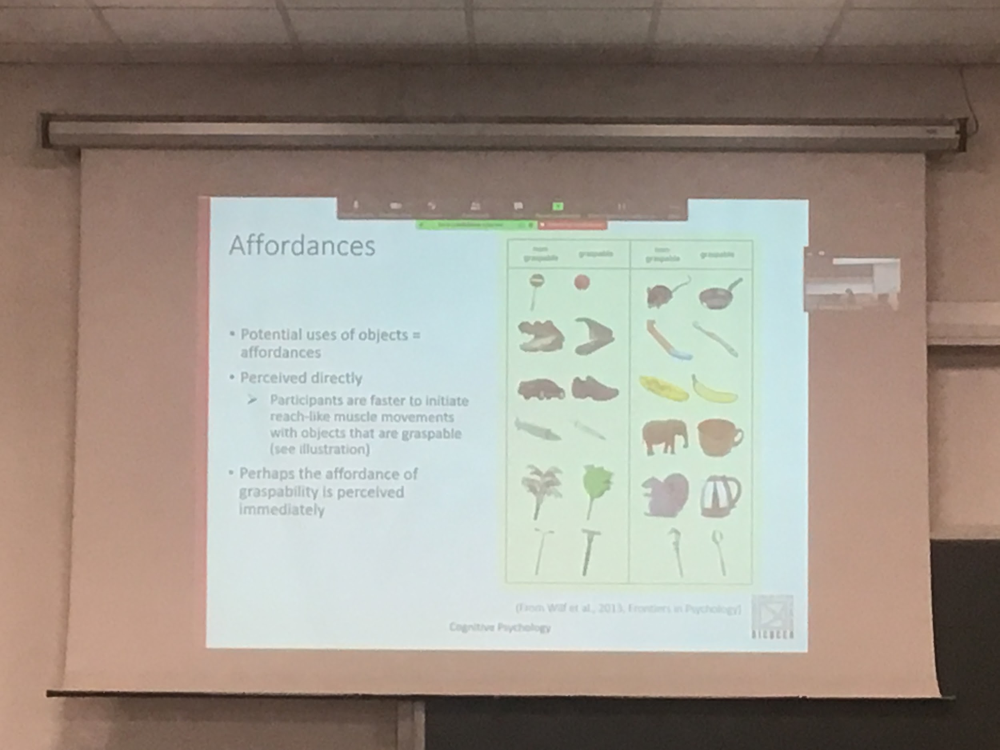 Affordances
non-
graspable
graspable
non-
graspable
graspable
• Potential uses of objects =
affordances
• Perceived directly
➢ Participants are faster to initiate
reach-like muscle movements
with objects that are graspable
(see illustration)
• Perhaps the affordance of
graspability is perceived
immediately
(From Wilf et al., 2013, Frontiers in Psychology)
Cognitive Psychology
BICOCCA